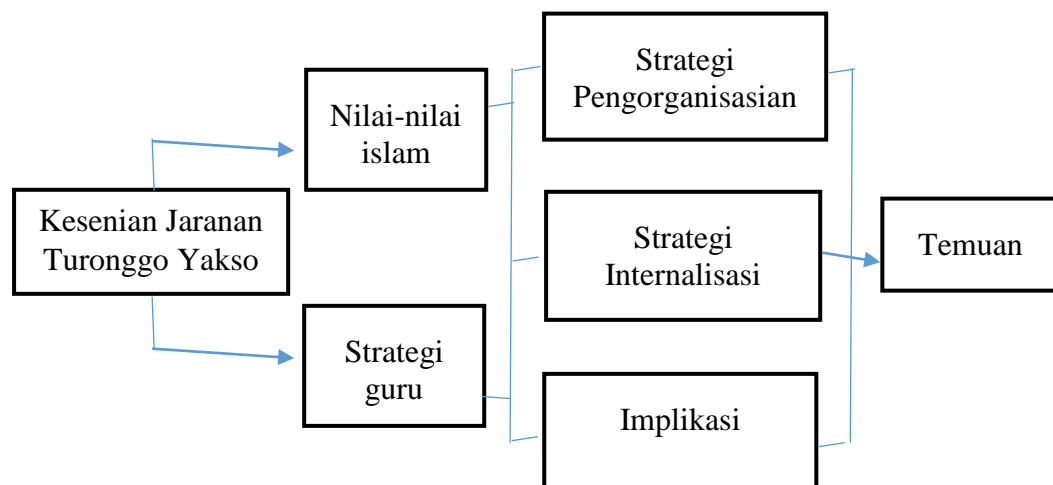 Kesenian Jaranan
Turonggo Yakso
Nilai-nilai
islam
Strategi
guru
Strategi
Pengorganisasian
Strategi
Internalisasi
Implikasi
Temuan